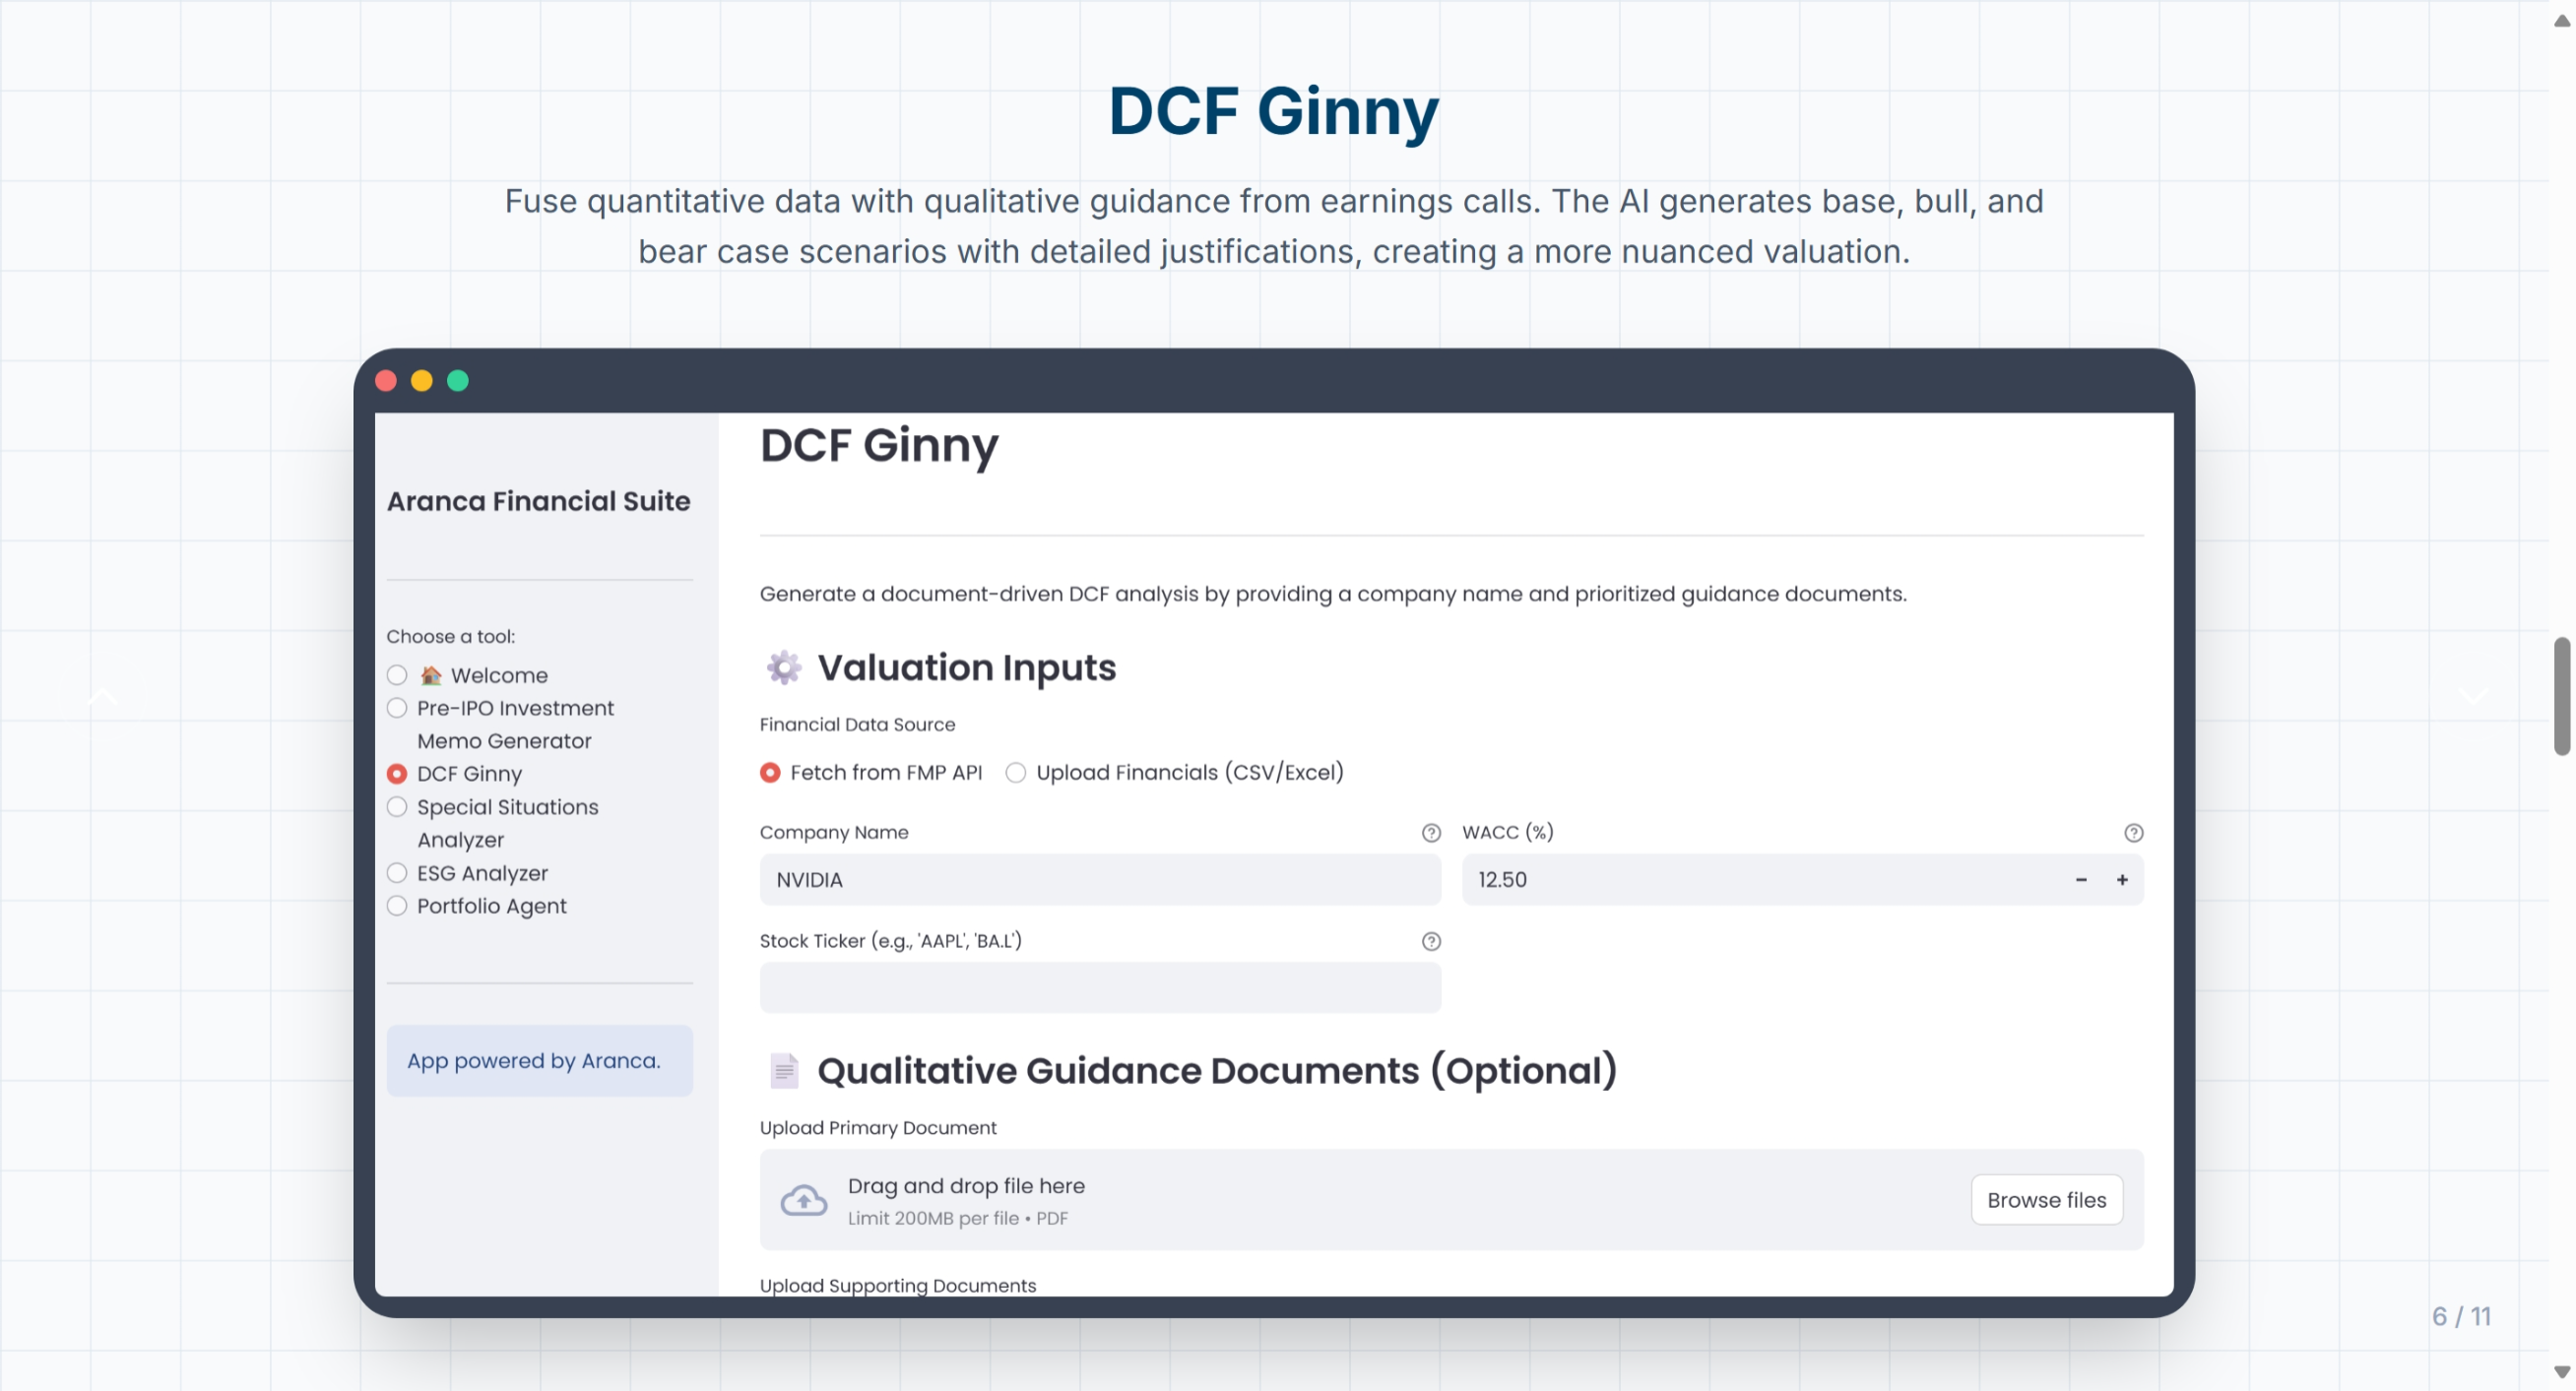 DCF Ginny
Fuse quantitative data with qualitative guidance from earnings calls. The AI generates base, bull, and
bear case scenarios with detailed justifications, creating a more nuanced valuation.
Aranca Financial Suite
Choose a tool:
Welcome
Pre-IPO Investment
Memo Generator
DCF Ginny
Special Situations
Analyzer
ESG Analyzer
Portfolio Agent
App powered by Aranca.
DCF Ginny
Generate a document-driven DCF analysis by providing a company name and prioritized guidance documents.
Valuation Inputs
Financial Data Source
Fetch from FMP API
Upload Financials (CSV/Excel)
Company Name
WACC (%)
NVIDIA
12.50
Stock Ticker (e.g., 'AAPL', 'BA.L')
Qualitative Guidance Documents (Optional)
Upload Primary Document
Drag and drop file here
Limit 200MB per file • PDF
Browse files
Upload Supporting Documents
6 / 11